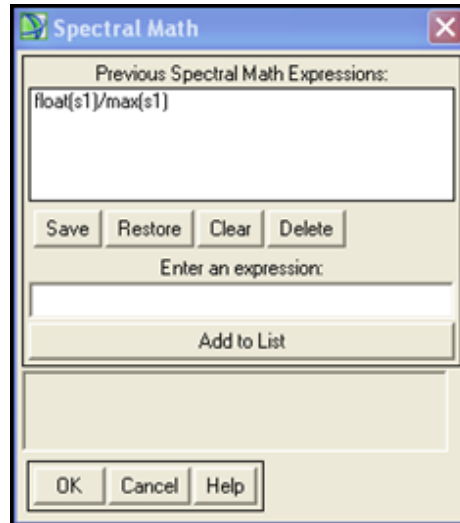 Spectral Math
Previous Spectral Math Expressions:
float(s1)/max(s1)
Save Restore Clear Delete
Enter an expression:
Add to List
OK Cancel Help